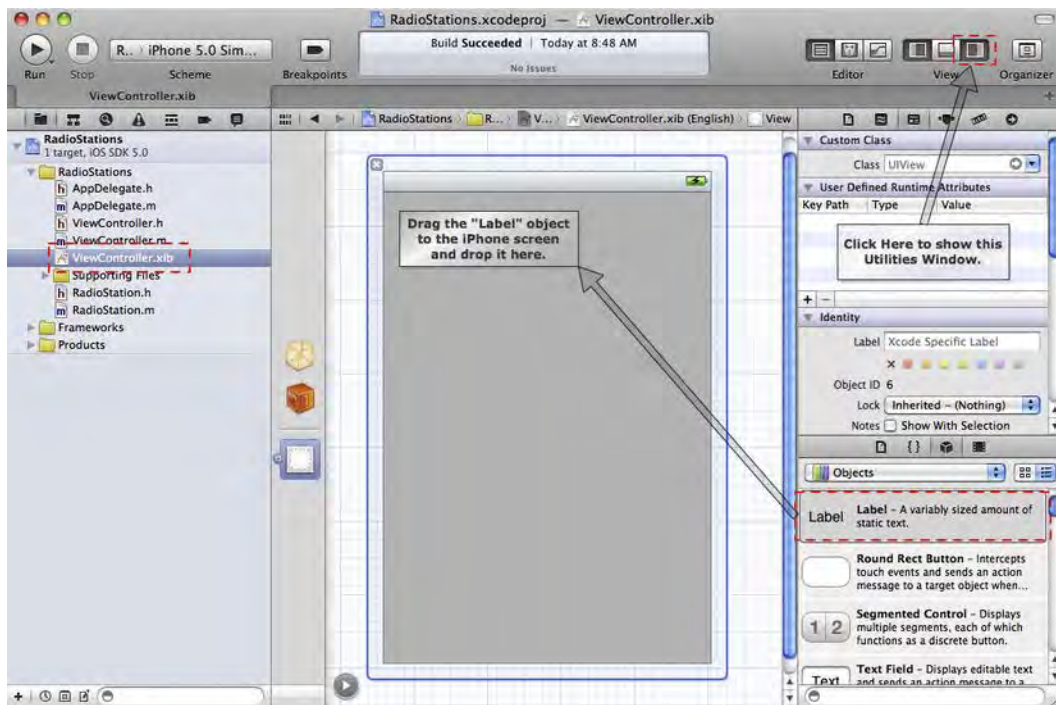 RadioStations.xcodeproj — ViewController.xib
R.. › iPhone 5.0 Sim...
Build Succeeded | Today at 8:48 AM
No Issues
Run Stop Scheme Breakpoints Editor View Organizer
ViewController.xib
RadioStations
1 target, iOS SDK 5.0
RadioStations
AppDelegate.h
AppDelegate.m
ViewController.h
ViewController.m
ViewController.xib
Supporting Files
RadioStation.h
RadioStation.m
Frameworks
Products
RadioStations › R... › V... › ViewController.xib (English) › View
Drag the "Label" object
to the iPhone screen
and drop it here.
Custom Class
Class UIView
User Defined Runtime Attributes
Key Path Type Value
Click Here to show this
Utilities Window.
Identity
Label Xcode Specific Label
Object ID 6
Lock Inherited – (Nothing)
Notes Show With Selection
Objects
Label
Label – A variably sized amount of
static text.
Round Rect Button – Intercepts
touch events and sends an action
message to a target object when...
1 2
Segmented Control – Displays
multiple segments, each of which
functions as a discrete button.
Text
Text Field – Displays editable text
and sends an action message to a